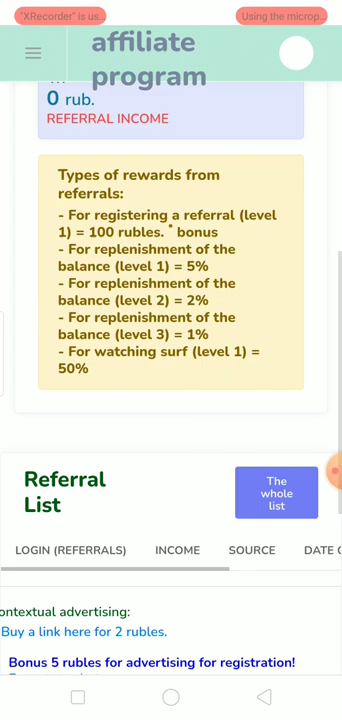 "XRecorder" is us...
Using the microp...
affiliate
program
0 rub.
REFERRAL INCOME
Types of rewards from
referrals:
- For registering a referral (level
1) = 100 rubles. * bonus
- For replenishment of the
balance (level 1) = 5%
- For replenishment of the
balance (level 2) = 2%
- For replenishment of the
balance (level 3) = 1%
- For watching surf (level 1) =
50%
Referral
List
The
whole
list
LOGIN (REFERRALS) INCOME SOURCE DATE
ontextual advertising:
Buy a link here for 2 rubles.
Bonus 5 rubles for advertising for registration!